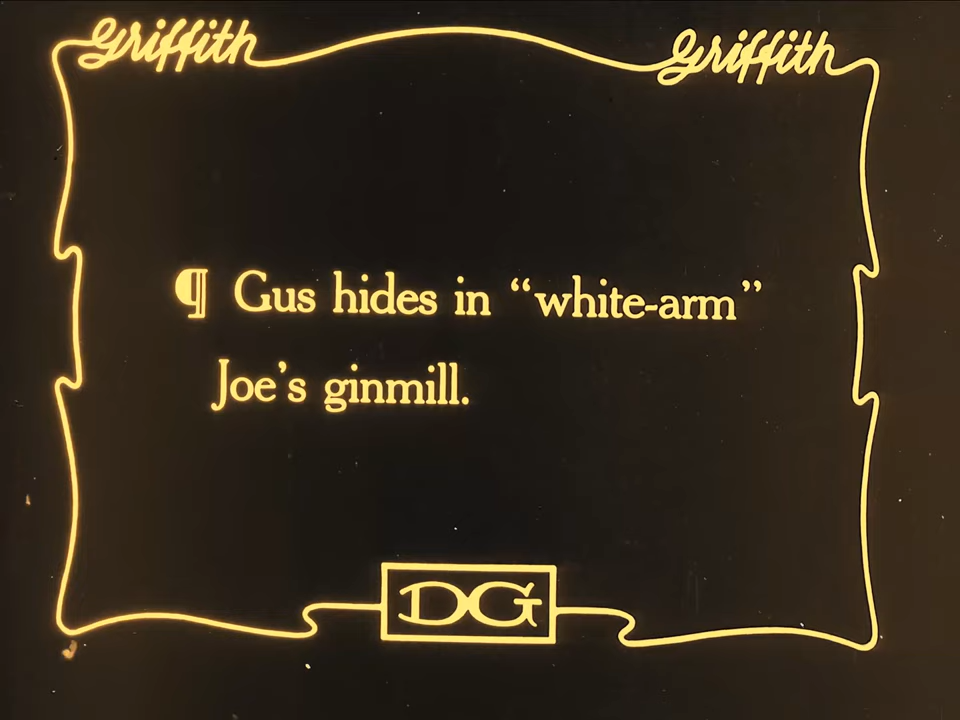 Griffith Griffith
¶ Gus hides in “white-arm”
Joe’s ginmill.
DG